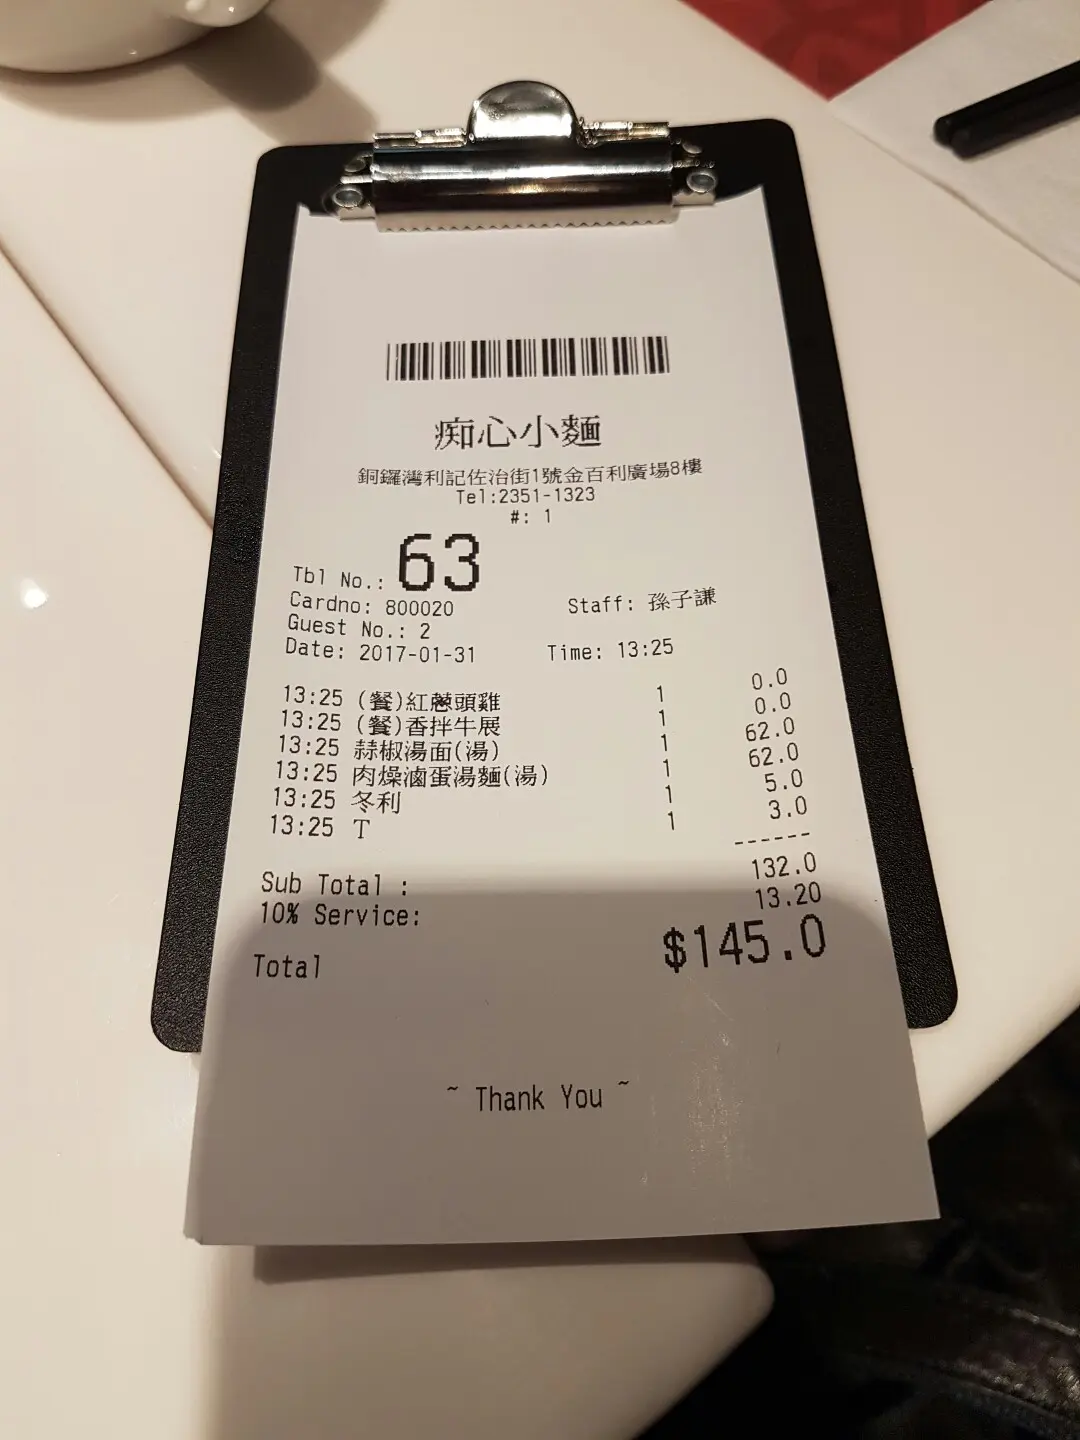 痴心小麵
銅鑼灣利記佐治街1號金百利廣場8樓
Tel:2351-1323
#: 1
Tbl No.: 63
Cardno: 800020 Staff: 孫子謙
Guest No.: 2
Date: 2017-01-31 Time: 13:25
13:25 (餐)紅蔥頭雞 1 0.0
13:25 (餐)香拌牛展 1 0.0
13:25 蒜椒湯面(湯) 1 62.0
13:25 肉燥滷蛋湯麵(湯) 1 62.0
13:25 冬利 1 5.0
13:25 T 1 3.0
------
Sub Total : 132.0
10% Service: 13.20
Total $145.0
~ Thank You ~